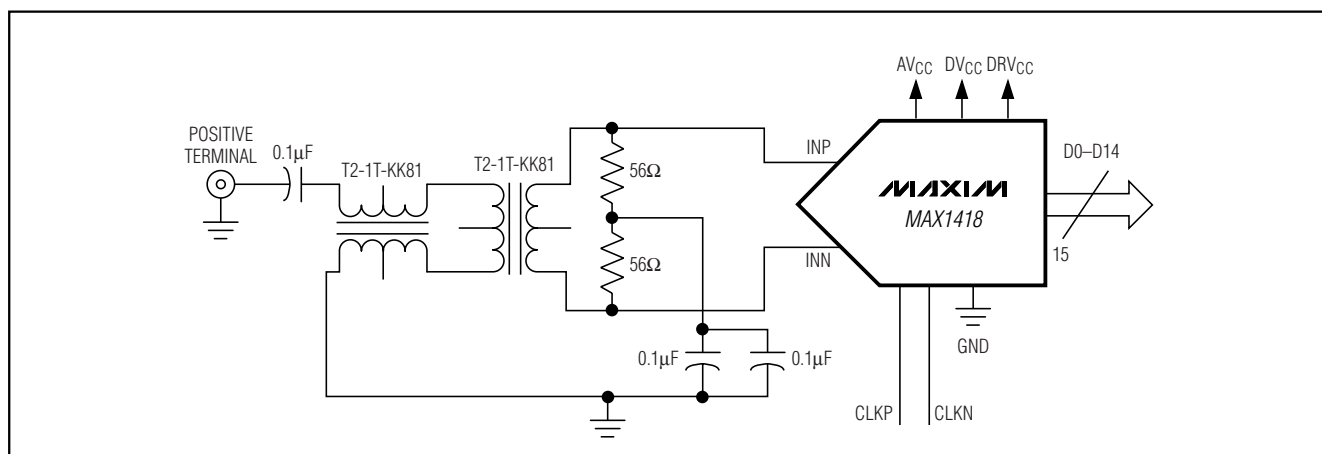 AVCC DVCC DRVCC
POSITIVE
TERMINAL
0.1µF
T2-1T-KK81
T2-1T-KK81
56Ω
56Ω
INP
INN
MAXIM
MAX1418
D0–D14
15
GND
0.1µF
0.1µF
CLKP
CLKN